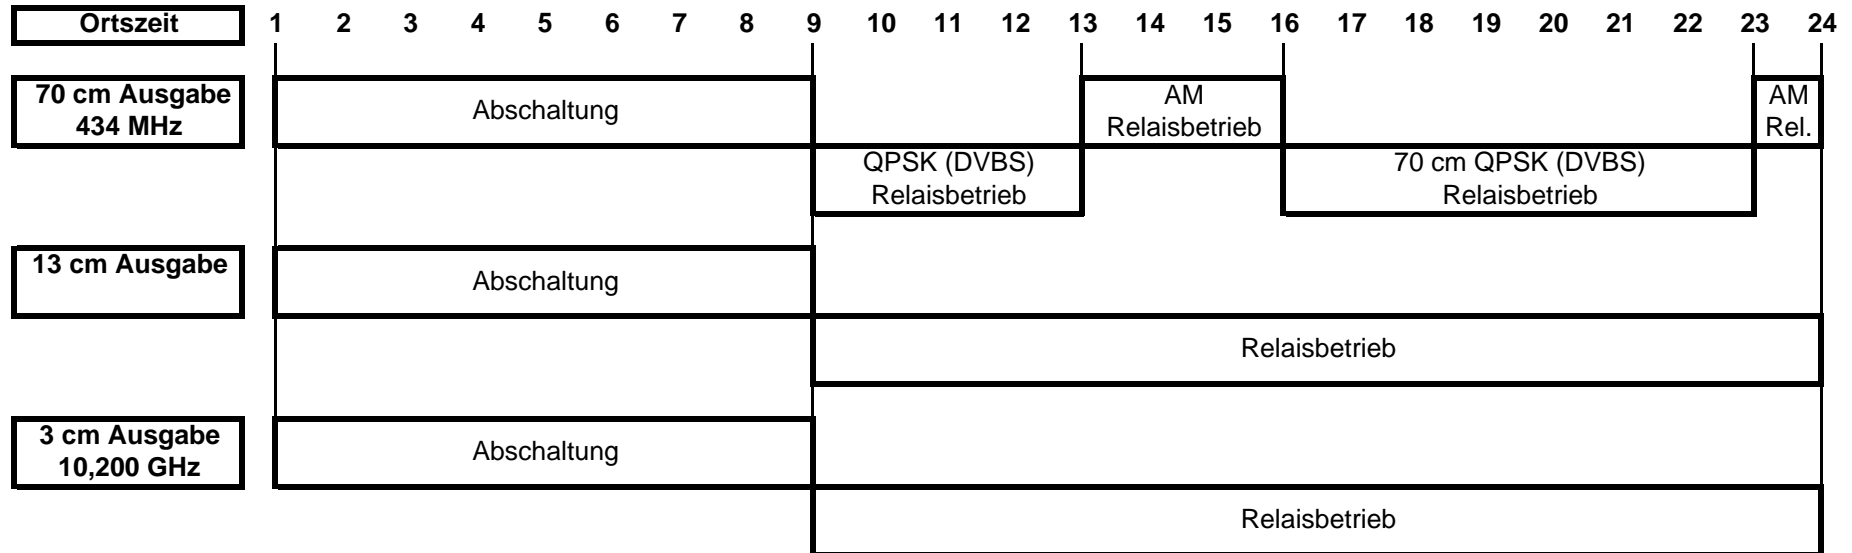 Ortszeit 1 2 3 4 5 6 7 8 9 10 11 12 13 14 15 16 17 18 19 20 21 22 23 24
70 cm Ausgabe
434 MHz
Abschaltung
AM
Relaisbetrieb
AM
Rel.
QPSK (DVBS)
Relaisbetrieb
70 cm QPSK (DVBS)
Relaisbetrieb
13 cm Ausgabe
Abschaltung
Relaisbetrieb
3 cm Ausgabe
10,200 GHz
Abschaltung
Relaisbetrieb